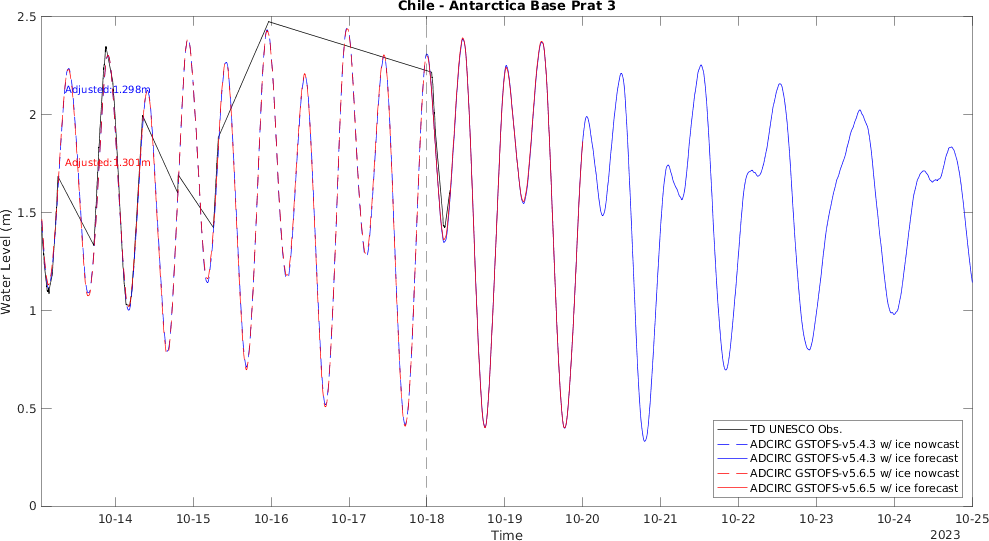 Chile - Antarctica Base Prat 3
2.5
2
1.5
1
0.5
0
Water Level (m)
Adjusted:1.298m
Adjusted:1.301m
TD UNESCO Obs.
ADCIRC GSTOFS-v5.4.3 w/ ice nowcast
ADCIRC GSTOFS-v5.4.3 w/ ice forecast
ADCIRC GSTOFS-v5.6.5 w/ ice nowcast
ADCIRC GSTOFS-v5.6.5 w/ ice forecast
10-14 10-15 10-16 10-17 10-18 10-19 10-20 10-21 10-22 10-23 10-24 10-25
Time
2023